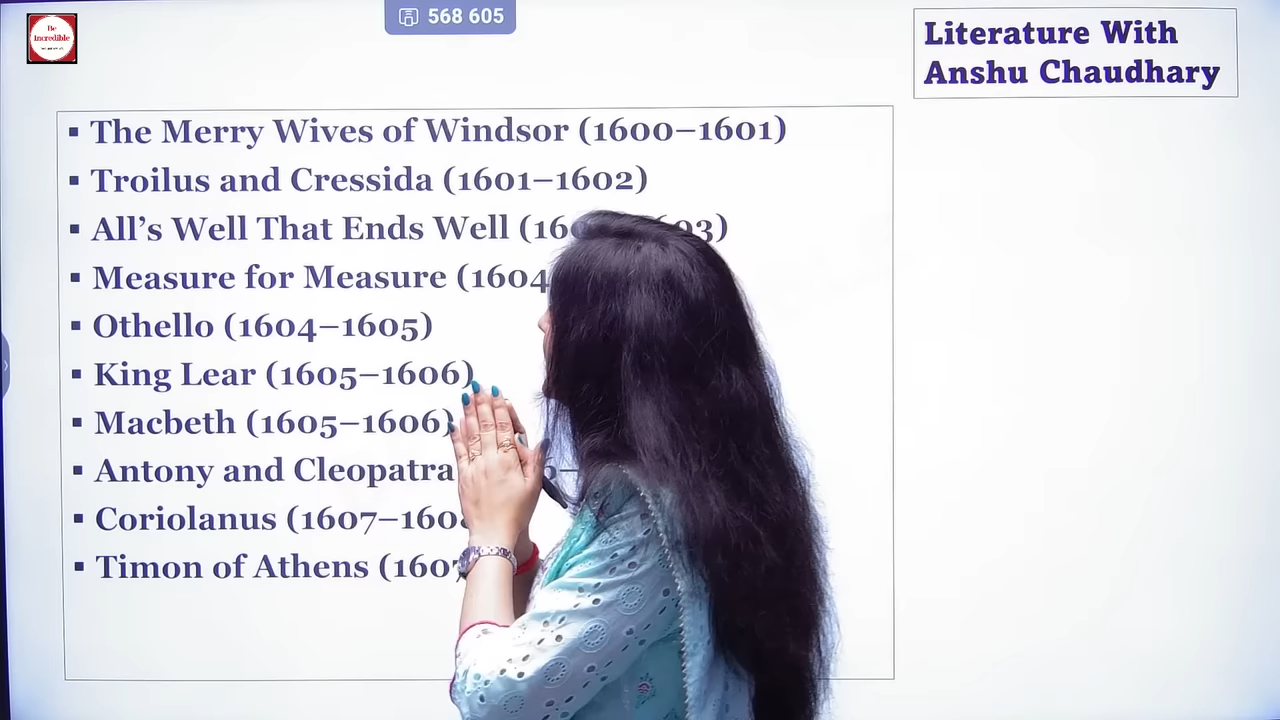 Be
Incredible
568 605
Literature With
Anshu Chaudhary
▪ The Merry Wives of Windsor (1600–1601)
▪ Troilus and Cressida (1601–1602)
▪ All’s Well That Ends Well
▪ Measure for Measure (1604
▪ Othello (1604–1605)
▪ King Lear (1605–1606)
▪ Macbeth (1605–1606)
▪ Antony and Cleopatra
▪ Coriolanus (1607–160
▪ Timon of Athens (160